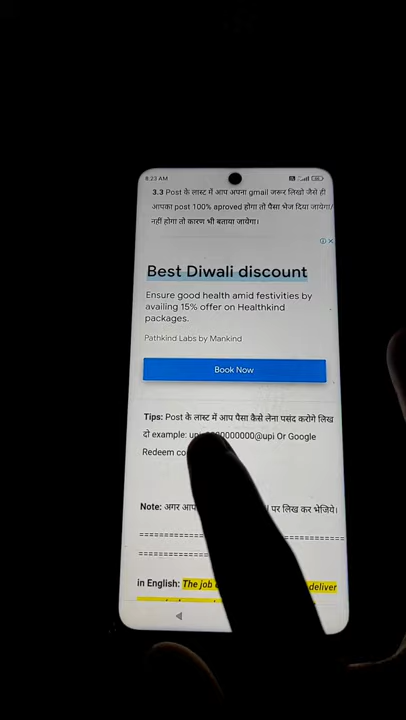 8:23 AM
3.3 Post के लास्ट में आप अपना gmail जरूर लिखो जैसे ही
आपका post 100% aproved होगा तो पैसा भेज दिया जायेगा/
नहीं होगा तो कारण भी बताया जायेगा।
Best Diwali discount
Ensure good health amid festivities by
availing 15% offer on Healthkind
packages.
Pathkind Labs by Mankind
Book Now
Tips: Post के लास्ट में आप पैसा कैसे लेना पसंद करोगे लिख
दो example: 0000000@upi Or Google
Redeem
Note: अगर आप पर लिख कर भेजिये।
=====================================
============
in English: The job deliver